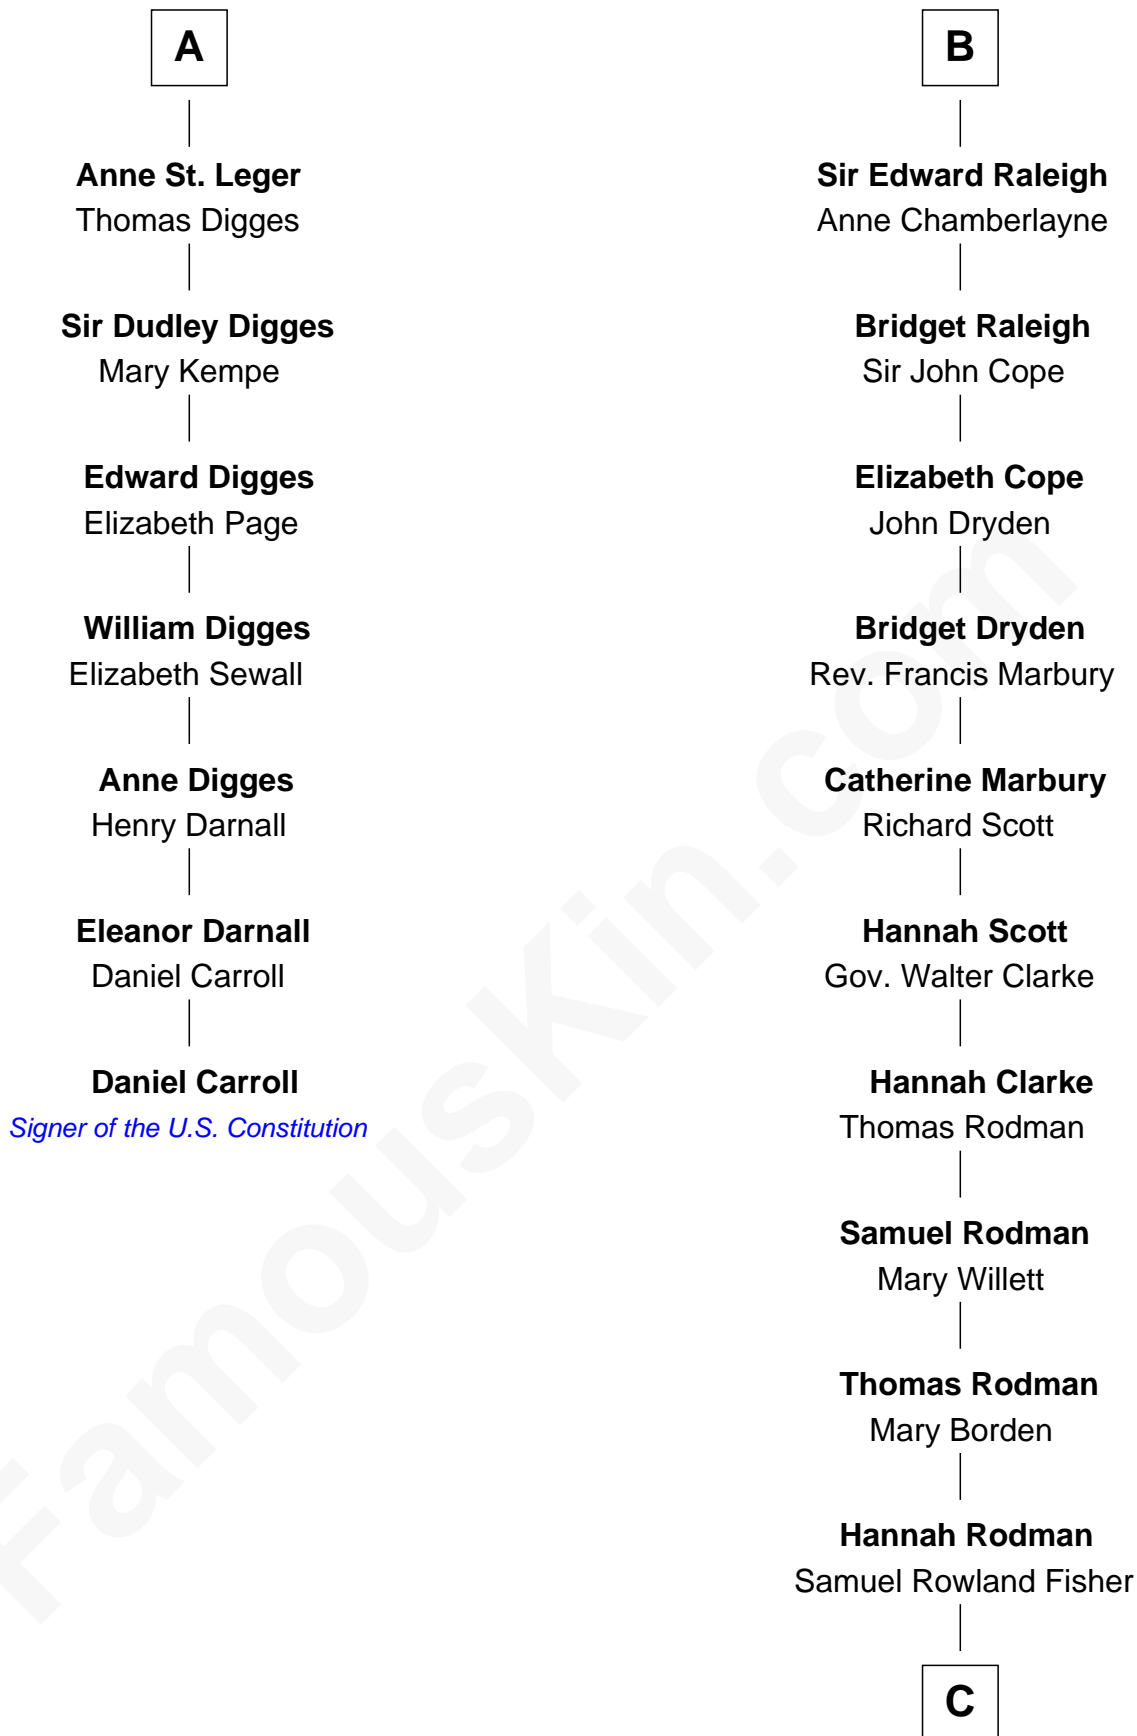 A
Anne St. Leger
Thomas Digges
Sir Dudley Digges
Mary Kempe
Edward Digges
Elizabeth Page
William Digges
Elizabeth Sewall
Anne Digges
Henry Darnall
Eleanor Darnall
Daniel Carroll
Daniel Carroll
Signer of the U.S. Constitution
B
Sir Edward Raleigh
Anne Chamberlayne
Bridget Raleigh
Sir John Cope
Elizabeth Cope
John Dryden
Bridget Dryden
Rev. Francis Marbury
Catherine Marbury
Richard Scott
Hannah Scott
Gov. Walter Clarke
Hannah Clarke
Thomas Rodman
Samuel Rodman
Mary Willett
Thomas Rodman
Mary Borden
Hannah Rodman
Samuel Rowland Fisher
C
FamousKin.com